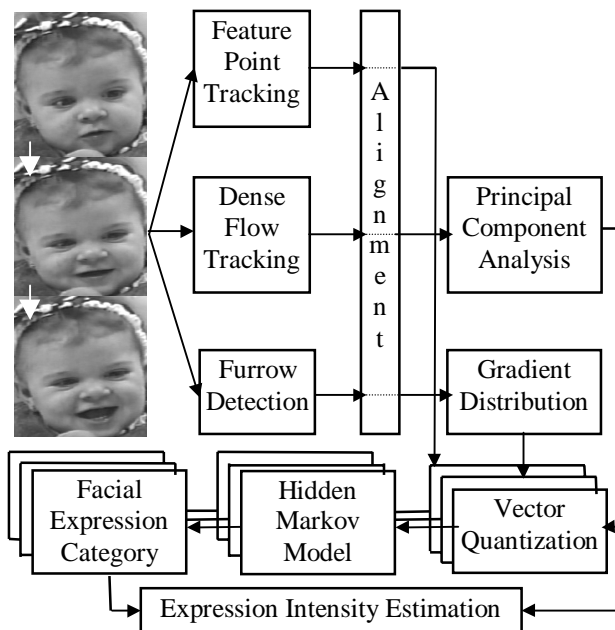 Feature
Point
Tracking
Alignment
Dense
Flow
Tracking
Principal
Component
Analysis
Furrow
Detection
Gradient
Distribution
Facial
Expression
Category
Hidden
Markov
Model
Vector
Quantization
Expression Intensity Estimation